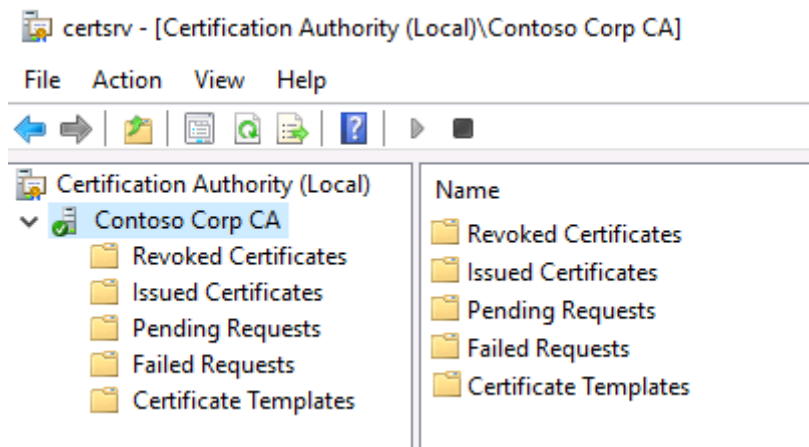 certsrv - [Certification Authority (Local)\Contoso Corp CA]
File Action View Help
?
Certification Authority (Local)
Contoso Corp CA
Revoked Certificates
Issued Certificates
Pending Requests
Failed Requests
Certificate Templates
Name
Revoked Certificates
Issued Certificates
Pending Requests
Failed Requests
Certificate Templates